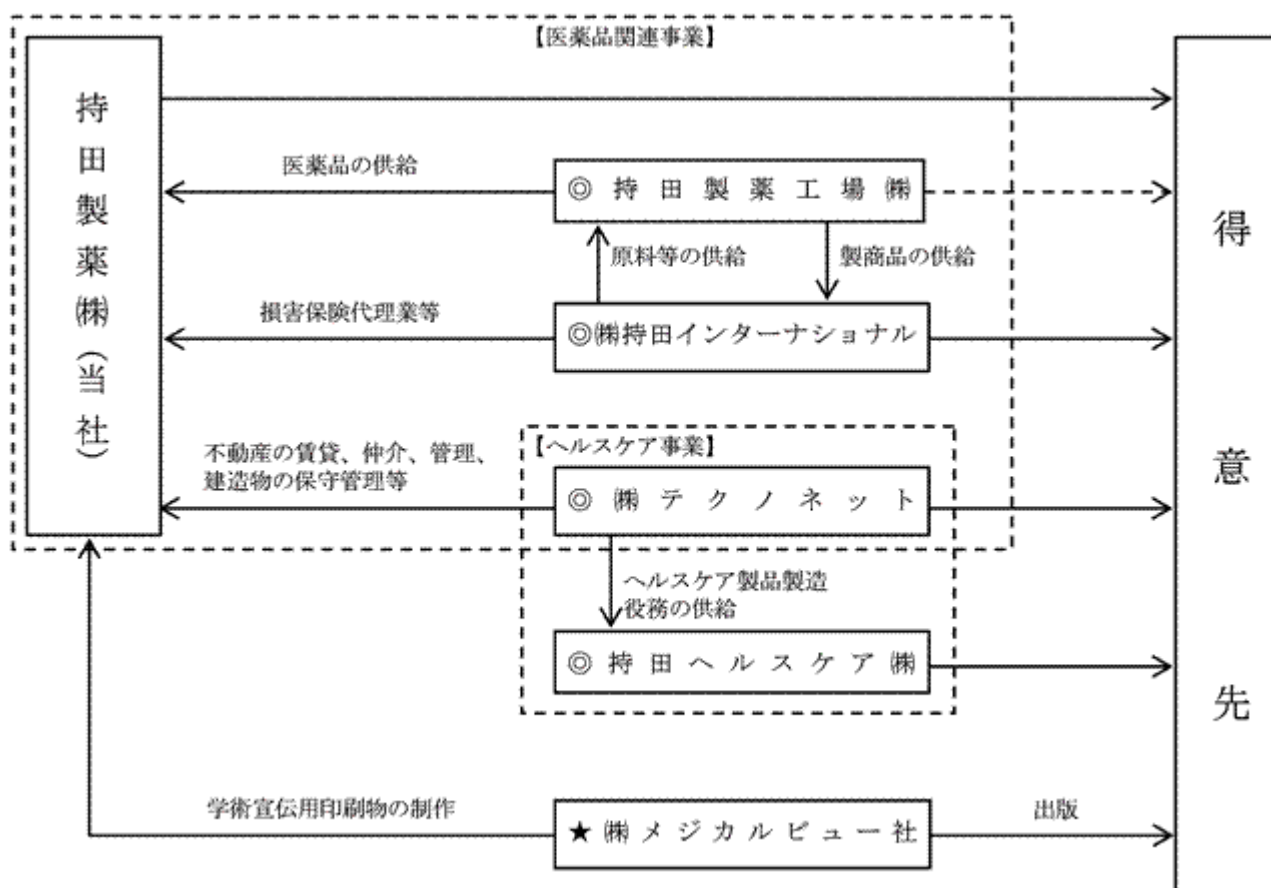 【医薬品関連事業】
持田製薬㈱(当社)
医薬品の供給
◎持田製薬工場㈱
原料等の供給
製商品の供給
損害保険代理業等
◎㈱持田インターナショナル
不動産の賃貸、仲介、管理、
建造物の保守管理等
【ヘルスケア事業】
◎㈱テクノネット
ヘルスケア製品製造
役務の供給
◎持田ヘルスケア㈱
学術宣伝用印刷物の制作
★㈱メジカルビュー社
出版
得意先